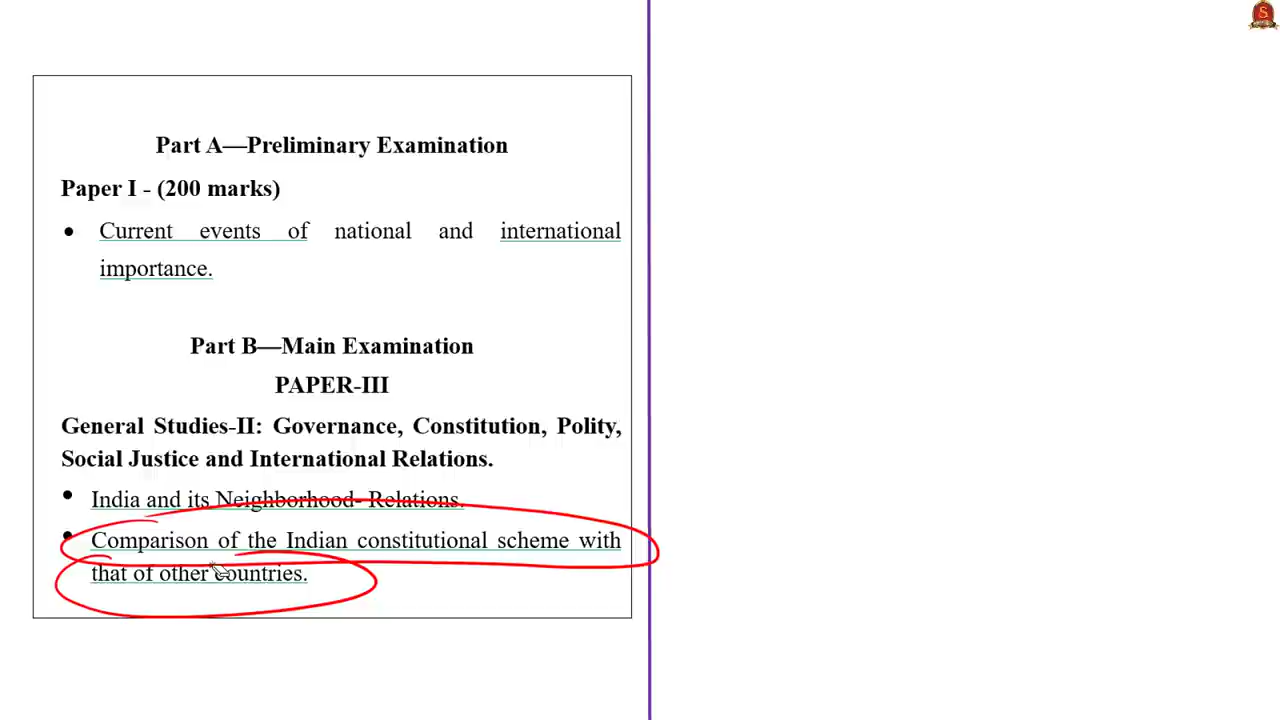 Part A—Preliminary Examination
Paper I - (200 marks)
• Current events of national and international
importance.
Part B—Main Examination
PAPER-III
General Studies-II: Governance, Constitution, Polity,
Social Justice and International Relations.
• India and its Neighborhood- Relations.
• Comparison of the Indian constitutional scheme with
that of other countries.